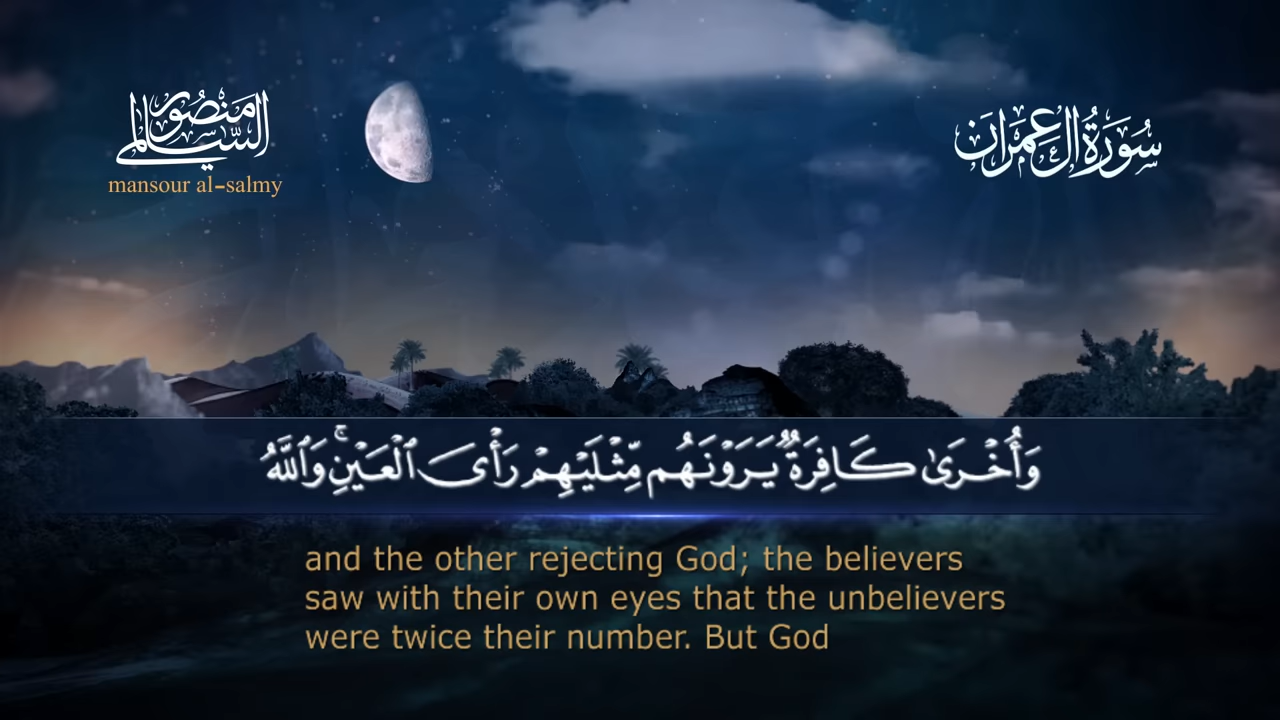 منصور السالمي
mansour al-salmy
سُورَةُ آل عِمْرَان
وَأُخْرَىٰ كَافِرَةٌ يَرَوْنَهُم مِّثْلَيْهِمْ رَأْىَ ٱلْعَيْنِ ۚ وَٱللَّهُ
and the other rejecting God; the believers
saw with their own eyes that the unbelievers
were twice their number. But God